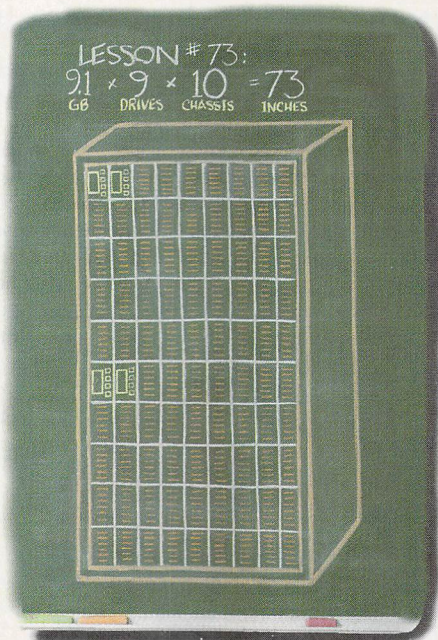 LESSON # 73:
9.1 x 9 x 10 = 73
GB DRIVES CHASSIS INCHES